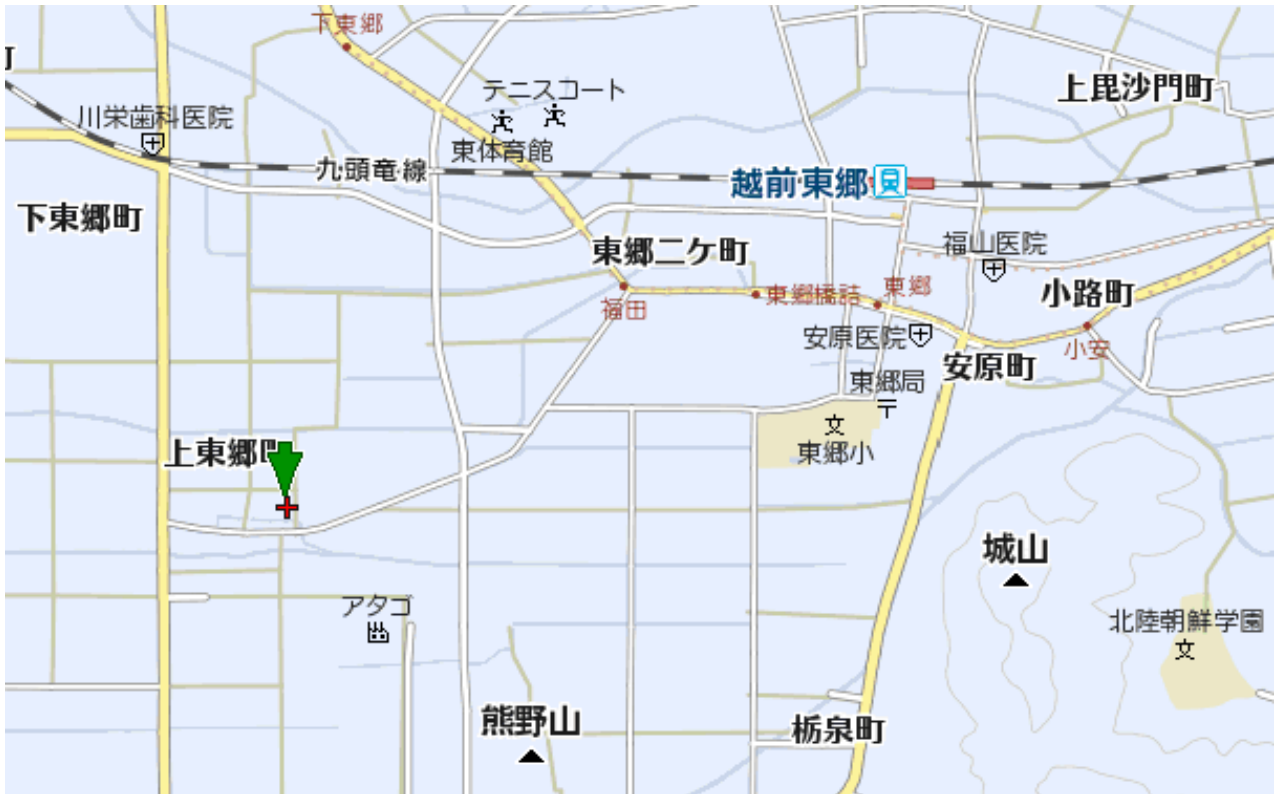 下東郷
町
テニスコート
上毘沙門町
川栄歯科医院
東体育館
九頭竜線
越前東郷
下東郷町
東郷二ケ町
福山医院
東郷橋詰
東郷
小路町
福田
安原医院
小安
安原町
東郷局
〒
文
東郷小
上東郷町
城山
アタゴ
北陸朝鮮学園
文
熊野山
栃泉町